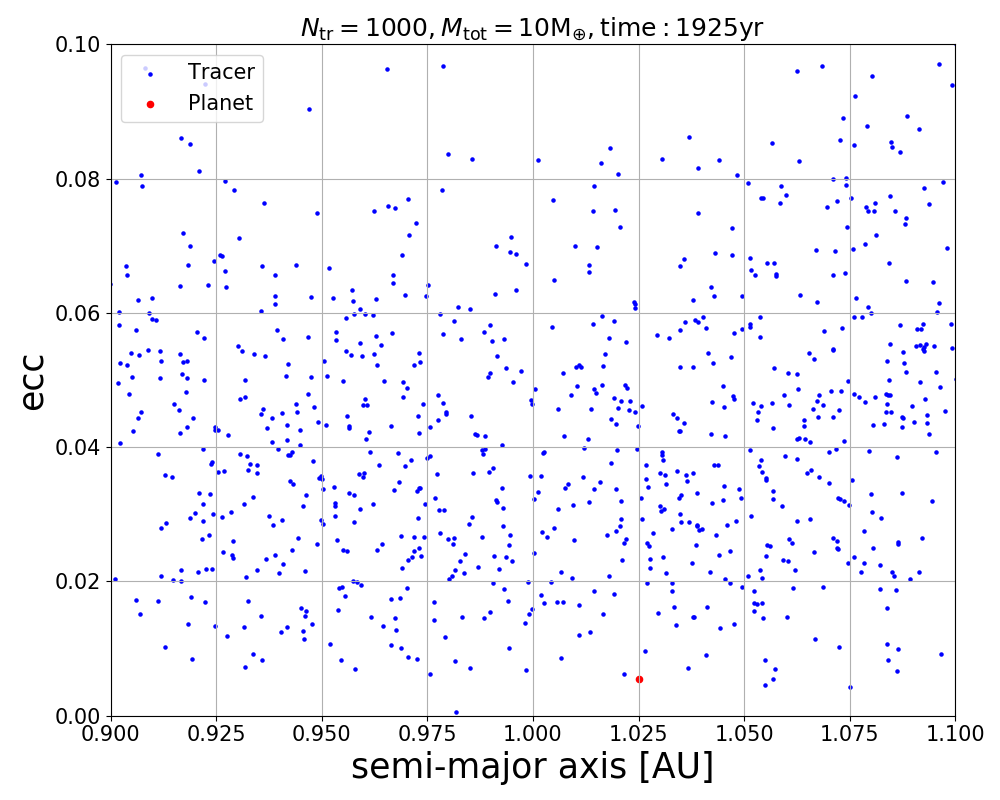 N_tr = 1000, M_tot = 10M_⊕, time : 1925yr
0.10
0.08
0.06
0.04
0.02
0.00
ecc
Tracer
Planet
0.900 0.925 0.950 0.975 1.000 1.025 1.050 1.075 1.100
semi-major axis [AU]